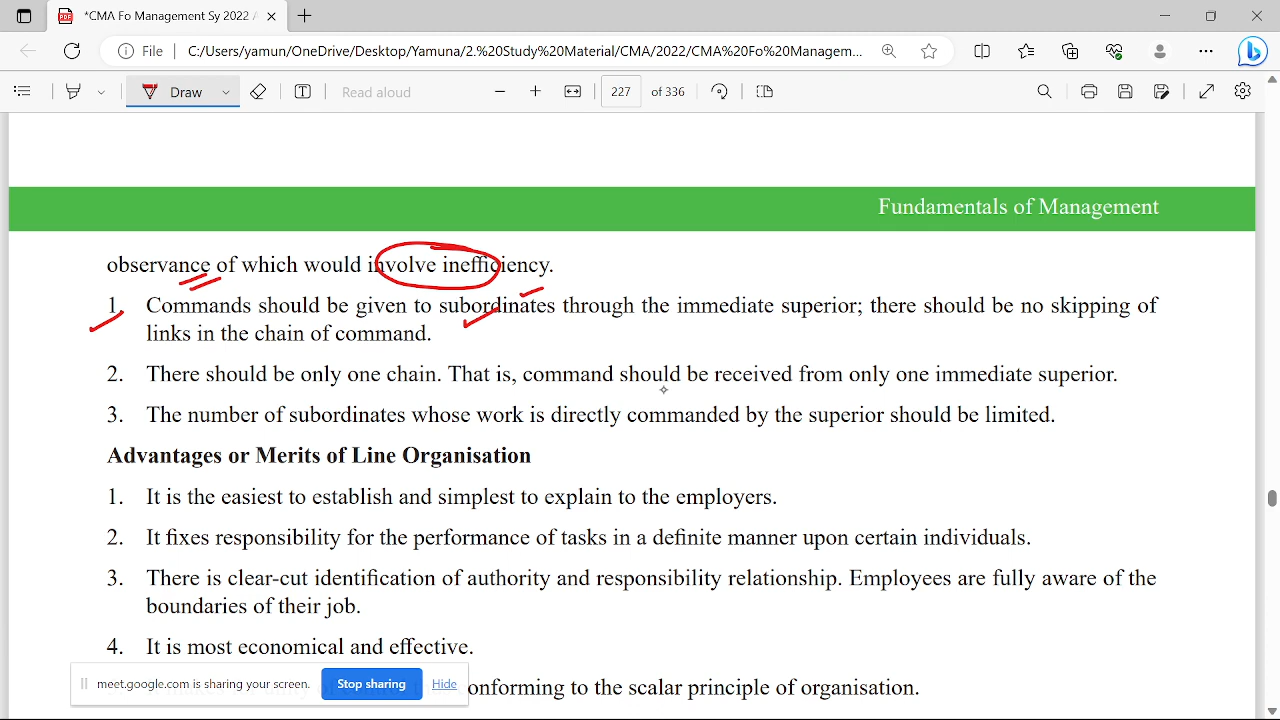 *CMA Fo Management Sy 2022 A
File C:/Users/yamun/OneDrive/Desktop/Yamuna/2.%20Study%20Material/CMA/2022/CMA%20Fo%20Managem...
Draw Read aloud 227 of 336
Fundamentals of Management
observance of which would involve inefficiency.
1. Commands should be given to subordinates through the immediate superior; there should be no skipping of
links in the chain of command.
2. There should be only one chain. That is, command should be received from only one immediate superior.
3. The number of subordinates whose work is directly commanded by the superior should be limited.
Advantages or Merits of Line Organisation
1. It is the easiest to establish and simplest to explain to the employers.
2. It fixes responsibility for the performance of tasks in a definite manner upon certain individuals.
3. There is clear-cut identification of authority and responsibility relationship. Employees are fully aware of the
boundaries of their job.
4. It is most economical and effective.
meet.google.com is sharing your screen. Stop sharing Hide
onforming to the scalar principle of organisation.